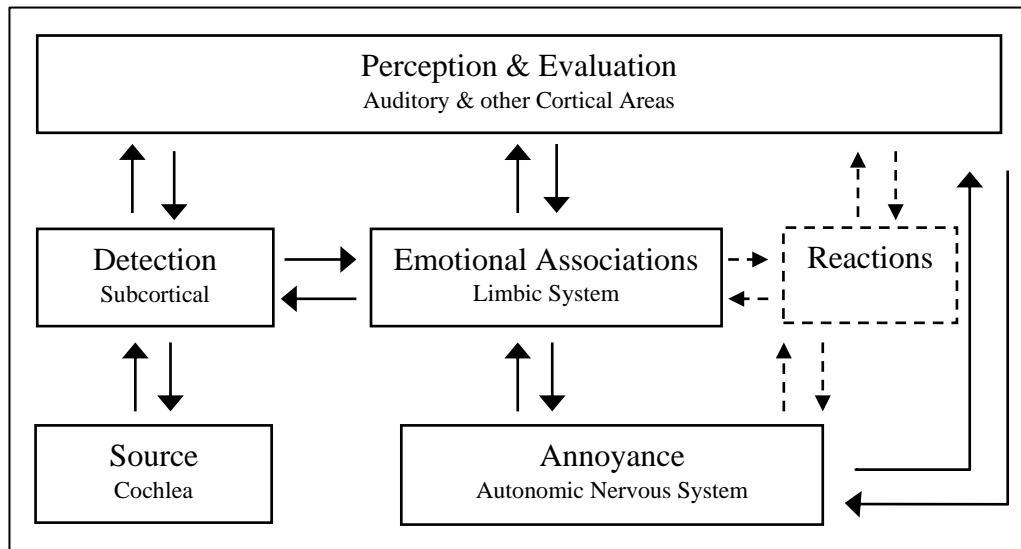 Perception & Evaluation
Auditory & other Cortical Areas
Detection
Subcortical
Emotional Associations
Limbic System
Reactions
Source
Cochlea
Annoyance
Autonomic Nervous System